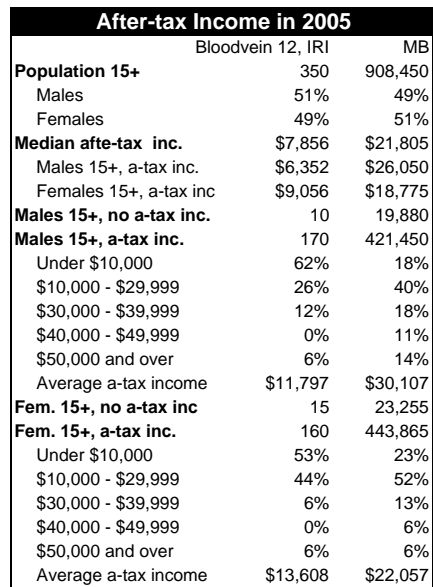 After-tax Income in 2005
Bloodvein 12, IRI MB
Population 15+ 350 908,450
Males 51% 49%
Females 49% 51%
Median afte-tax inc. $7,856 $21,805
Males 15+, a-tax inc. $6,352 $26,050
Females 15+, a-tax inc $9,056 $18,775
Males 15+, no a-tax inc. 10 19,880
Males 15+, a-tax inc. 170 421,450
Under $10,000 62% 18%
$10,000 - $29,999 26% 40%
$30,000 - $39,999 12% 18%
$40,000 - $49,999 0% 11%
$50,000 and over 6% 14%
Average a-tax income $11,797 $30,107
Fem. 15+, no a-tax inc 15 23,255
Fem. 15+, a-tax inc. 160 443,865
Under $10,000 53% 23%
$10,000 - $29,999 44% 52%
$30,000 - $39,999 6% 13%
$40,000 - $49,999 0% 6%
$50,000 and over 6% 6%
Average a-tax income $13,608 $22,057